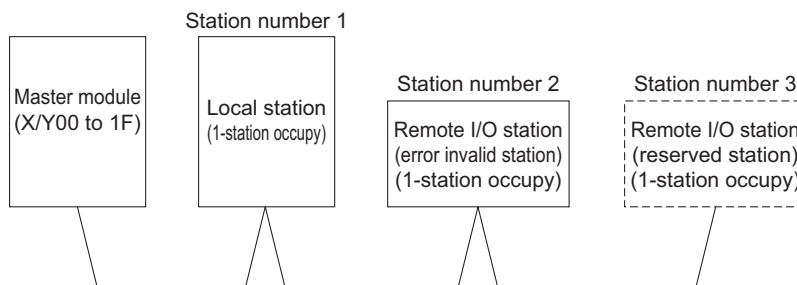 Station number 1
Master module
(X/Y00 to 1F)
Local station
(1-station occupy)
Station number 2
Remote I/O station
(error invalid station)
(1-station occupy)
Station number 3
Remote I/O station
(reserved station)
(1-station occupy)